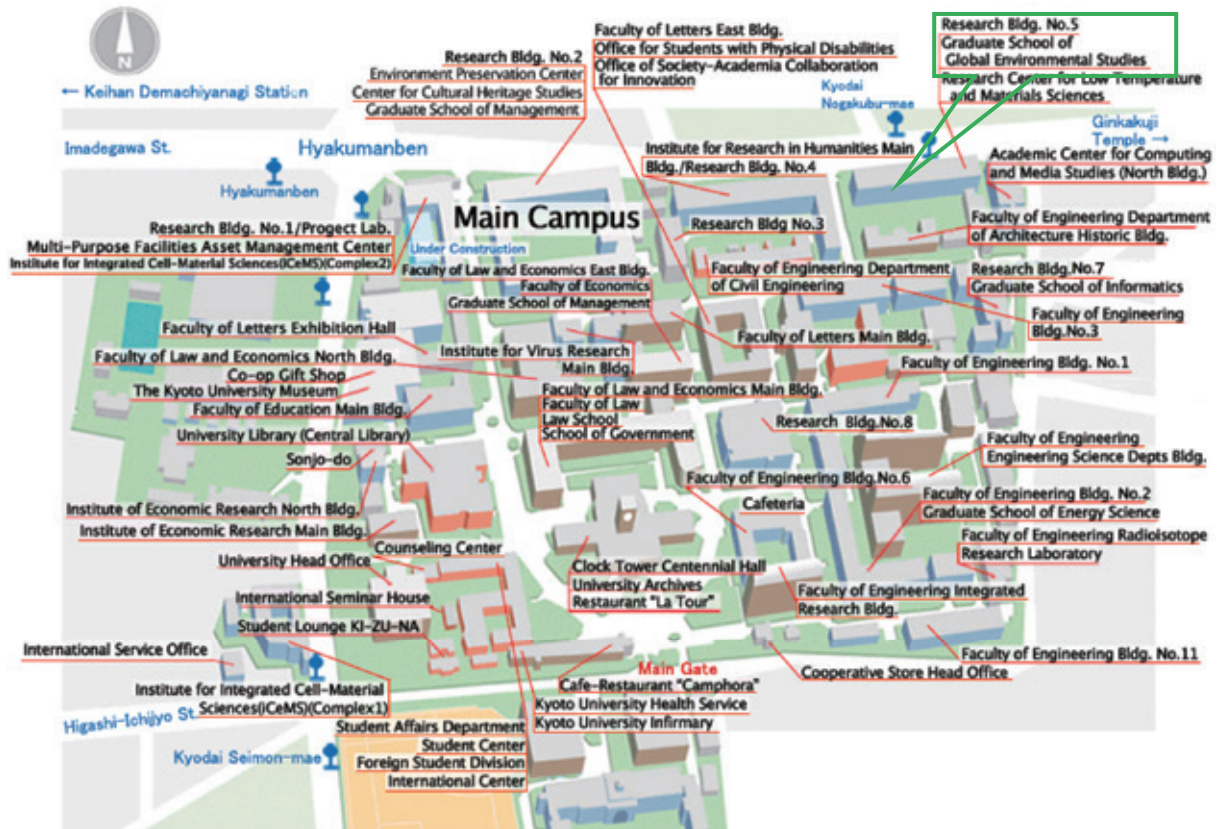 N
← Keihan Demachiyanagi Station
Imadegawa St.
Hyakumanben
Hyakumanben
Research Bldg. No.2
Environment Preservation Center
Center for Cultural Heritage Studies
Graduate School of Management
Faculty of Letters East Bldg.
Office for Students with Physical Disabilities
Office of Society-Academia Collaboration
for Innovation
Kyodai
Nogakubu-mae
Research Bldg. No.5
Graduate School of
Global Environmental Studies
Research Center for Low Temperature
and Materials Sciences
Ginkakuji
Temple →
Institute for Research in Humanities Main
Bldg./Research Bldg. No.4
Academic Center for Computing
and Media Studies (North Bldg.)
Main Campus
Under Construction
Research Bldg No.3
Faculty of Engineering Department
of Architecture Historic Bldg.
Research Bldg. No.1/Progect Lab.
Multi-Purpose Facilities Asset Management Center
Institute for Integrated Cell-Material Sciences(iCeMS)(Complex2)
Faculty of Law and Economics East Bldg.
Faculty of Economics
Graduate School of Management
Faculty of Engineering Department
of Civil Engineering
Research Bldg.No.7
Graduate School of Informatics
Faculty of Engineering
Bldg.No.3
Faculty of Letters Exhibition Hall
Institute for Virus Research
Main Bldg.
Faculty of Letters Main Bldg.
Faculty of Law and Economics North Bldg.
Co-op Gift Shop
The Kyoto University Museum
Faculty of Education Main Bldg.
Faculty of Engineering Bldg. No.1
Faculty of Law and Economics Main Bldg.
Faculty of Law
Law School
School of Government
Research Bldg.No.8
University Library (Central Library)
Sonjo-do
Faculty of Engineering
Engineering Science Depts Bldg.
Faculty of Engineering Bldg.No.6
Cafeteria
Faculty of Engineering Bldg. No.2
Graduate School of Energy Science
Institute of Economic Research North Bldg.
Institute of Economic Research Main Bldg.
Faculty of Engineering Radioisotope
Research Laboratory
Counseling Center
University Head Office
Clock Tower Centennial Hall
University Archives
Restaurant "La Tour"
Faculty of Engineering Integrated
Research Bldg.
International Seminar House
Student Lounge KI-ZU-NA
International Service Office
Main Gate
Cooperative Store Head Office
Faculty of Engineering Bldg. No.11
Institute for Integrated Cell-Material
Sciences(iCeMS)(Complex1)
Cafe-Restaurant "Camphora"
Kyoto University Health Service
Kyoto University Infirmary
Higashi-Ichijyo St.
Student Affairs Department
Student Center
Foreign Student Division
International Center
Kyodai Seimon-mae